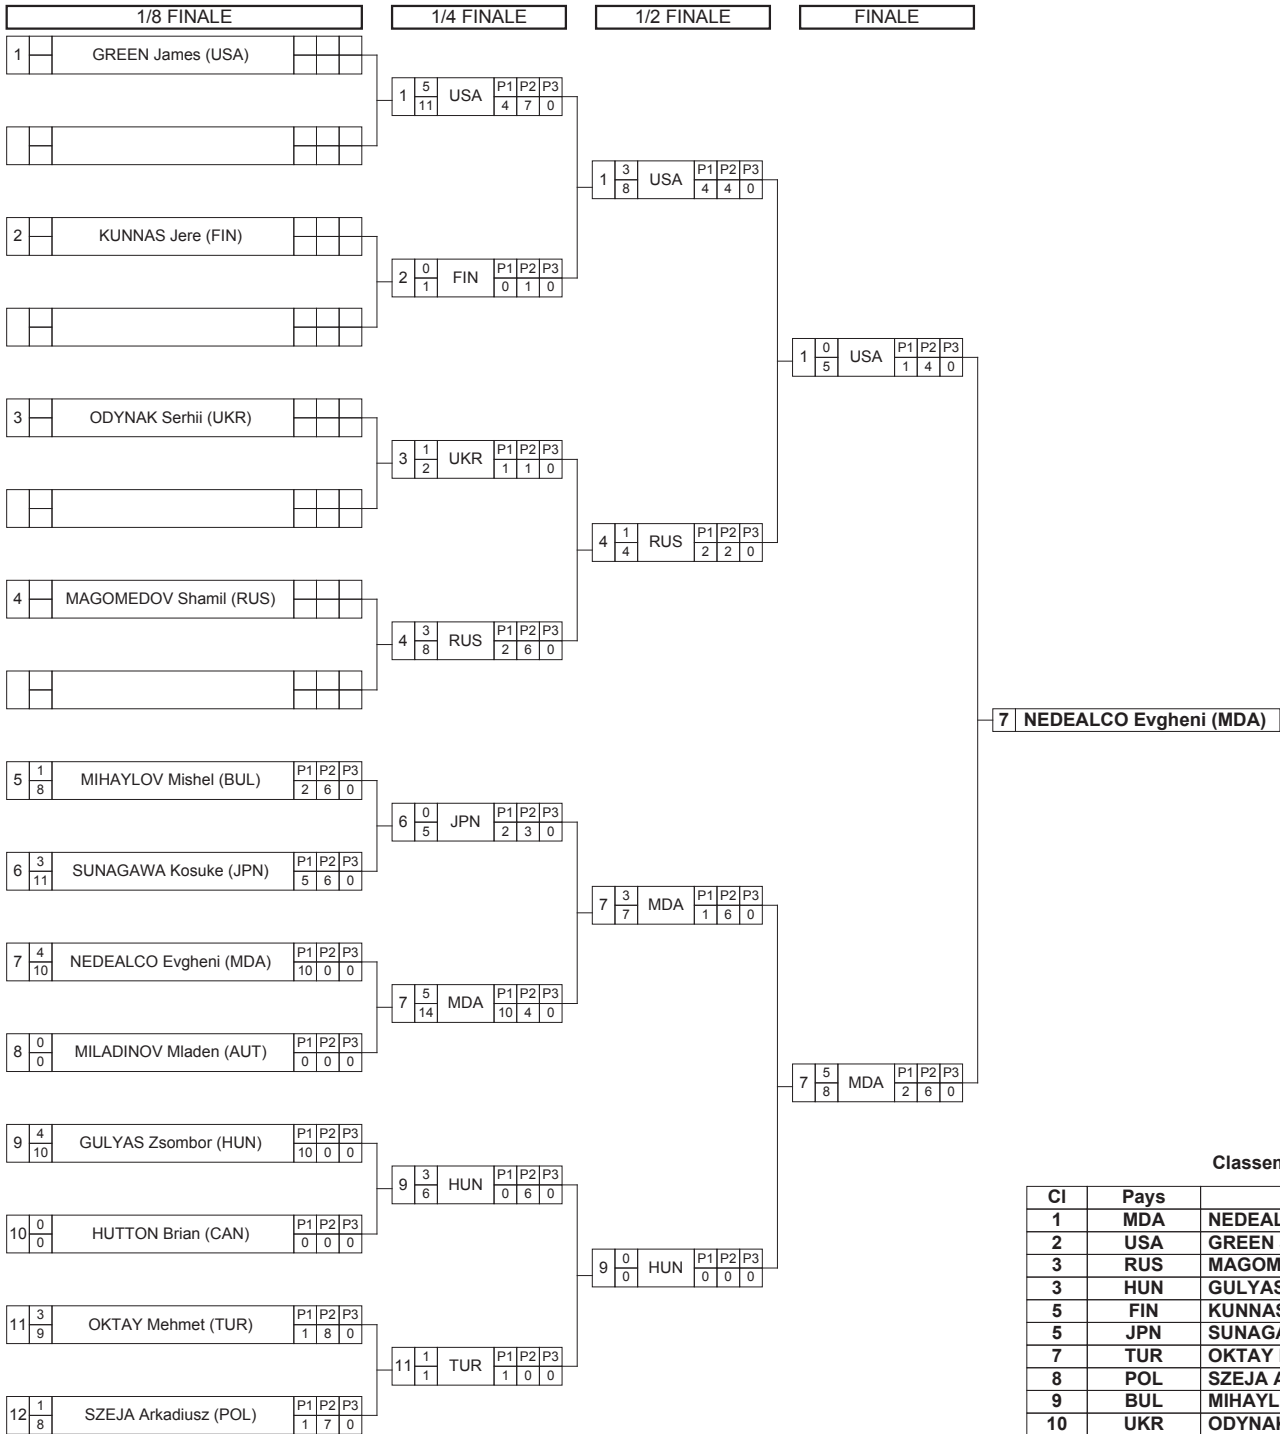 1/8 FINALE 1/4 FINALE 1/2 FINALE FINALE
1 GREEN James (USA)
1 5 11 USA P1 P2 P3 4 7 0
1 3 8 USA P1 P2 P3 4 4 0
2 KUNNAS Jere (FIN)
2 0 1 FIN P1 P2 P3 0 1 0
1 0 5 USA P1 P2 P3 1 4 0
3 ODYNAK Serhii (UKR)
3 1 2 UKR P1 P2 P3 1 1 0
4 1 4 RUS P1 P2 P3 2 2 0
4 MAGOMEDOV Shamil (RUS)
4 3 8 RUS P1 P2 P3 2 6 0
7 NEDEALCO Evgheni (MDA)
5 1 8 MIHAYLOV Mishel (BUL) P1 P2 P3 2 6 0
6 0 5 JPN P1 P2 P3 2 3 0
6 3 11 SUNAGAWA Kosuke (JPN) P1 P2 P3 5 6 0
7 3 7 MDA P1 P2 P3 1 6 0
7 4 10 NEDEALCO Evgheni (MDA) P1 P2 P3 10 0 0
7 5 14 MDA P1 P2 P3 10 4 0
8 0 0 MILADINOV Mladen (AUT) P1 P2 P3 0 0 0
7 5 8 MDA P1 P2 P3 2 6 0
9 4 10 GULYAS Zsombor (HUN) P1 P2 P3 10 0 0
9 3 6 HUN P1 P2 P3 0 6 0
10 0 0 HUTTON Brian (CAN) P1 P2 P3 0 0 0
9 0 0 HUN P1 P2 P3 0 0 0
11 3 9 OKTAY Mehmet (TUR) P1 P2 P3 1 8 0
11 1 1 TUR P1 P2 P3 1 0 0
12 1 8 SZEJA Arkadiusz (POL) P1 P2 P3 1 7 0
Classen
Cl Pays
1 MDA NEDEAL
2 USA GREEN
3 RUS MAGOM
3 HUN GULYAS
5 FIN KUNNAS
5 JPN SUNAGA
7 TUR OKTAY
8 POL SZEJA A
9 BUL MIHAYL
10 UKR ODYNAK